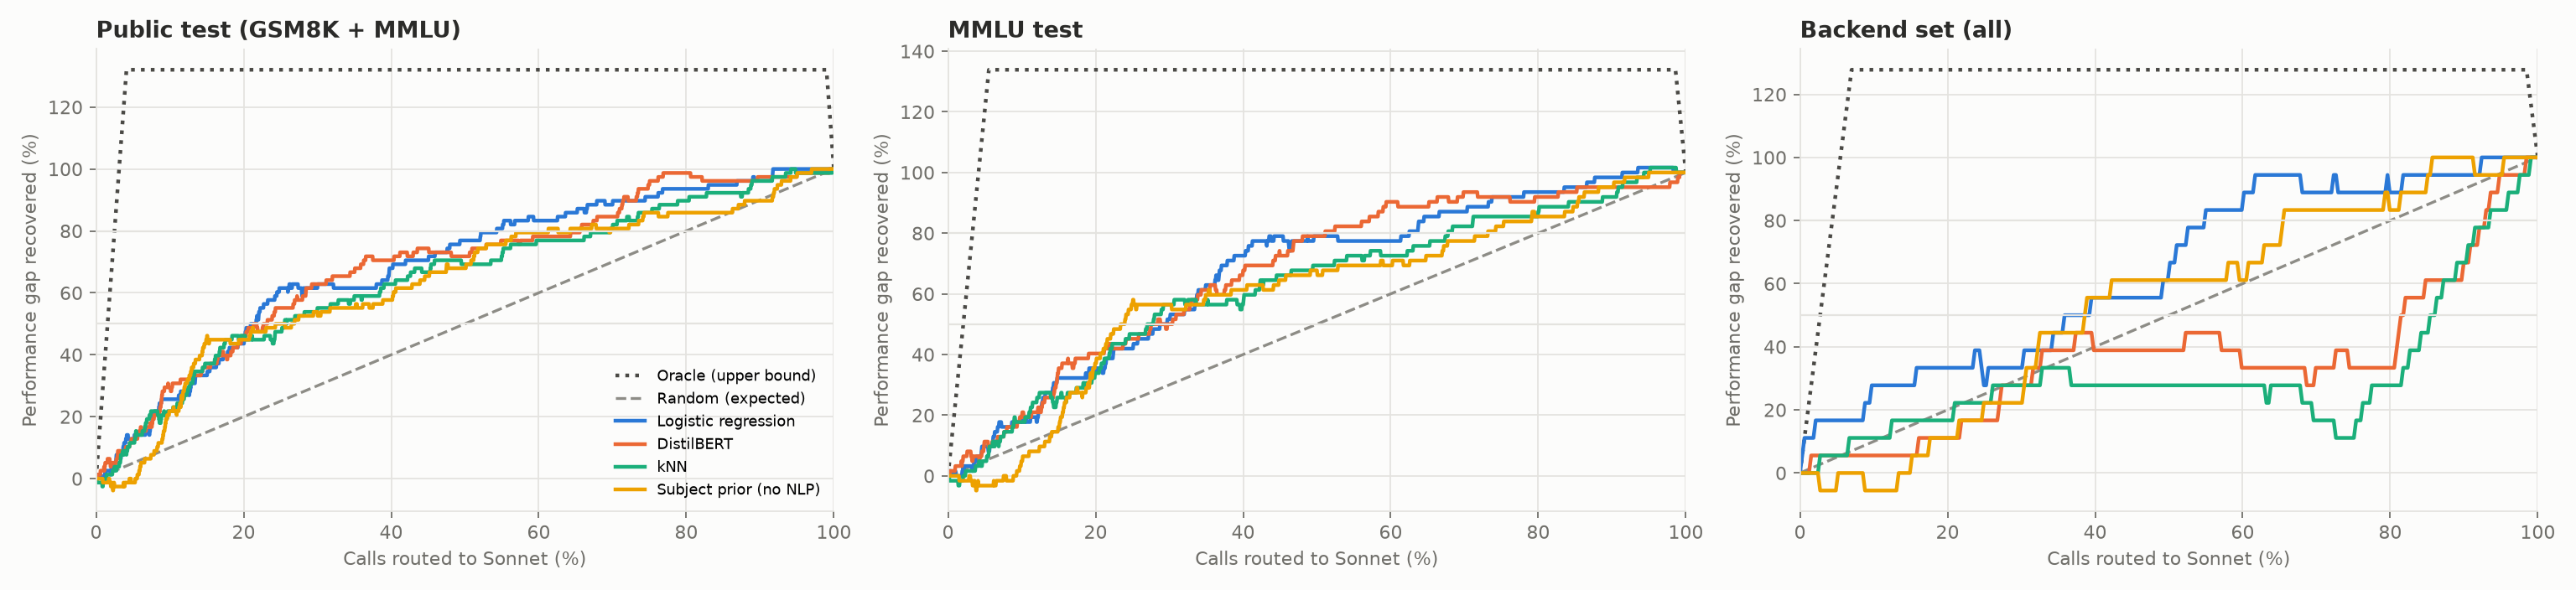 Public test (GSM8K + MMLU)
Performance gap recovered (%)
120
100
80
60
40
20
0
Oracle (upper bound)
Random (expected)
Logistic regression
DistilBERT
kNN
Subject prior (no NLP)
0 20 40 60 80 100
Calls routed to Sonnet (%)
MMLU test
Performance gap recovered (%)
140
120
100
80
60
40
20
0
0 20 40 60 80 100
Calls routed to Sonnet (%)
Backend set (all)
Performance gap recovered (%)
120
100
80
60
40
20
0
0 20 40 60 80 100
Calls routed to Sonnet (%)